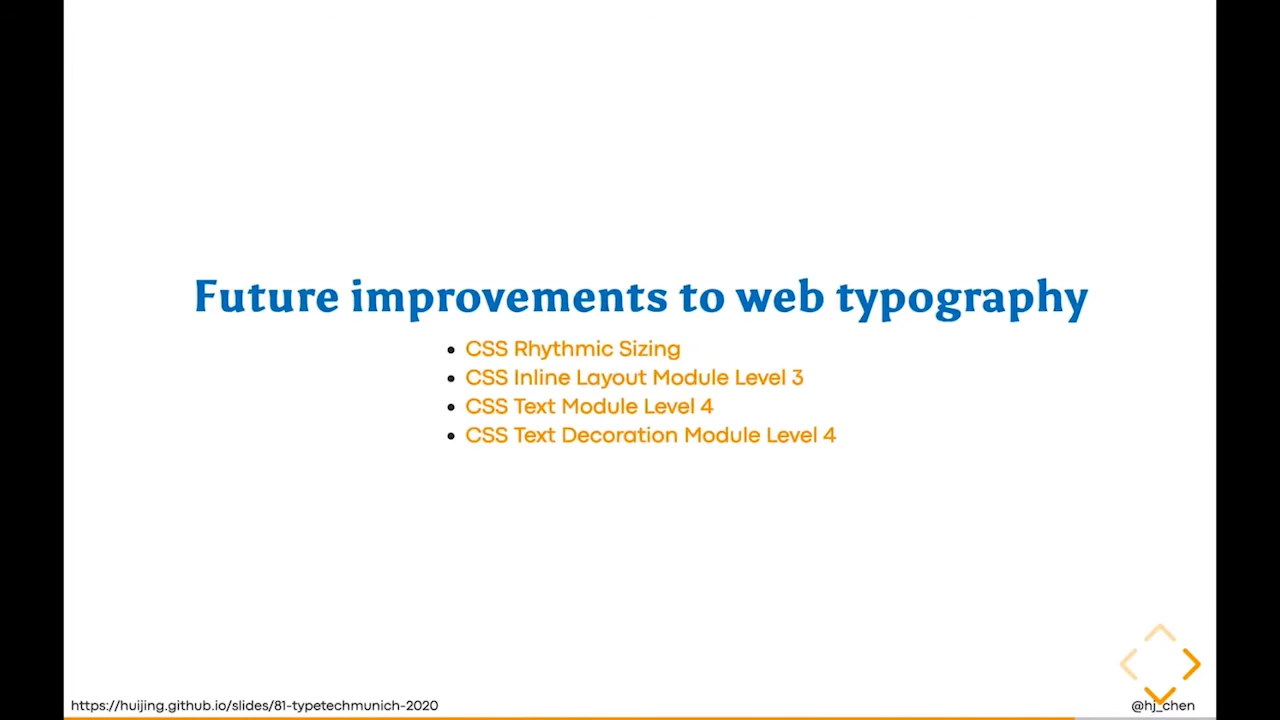 Future improvements to web typography
CSS Rhythmic Sizing
CSS Inline Layout Module Level 3
CSS Text Module Level 4
CSS Text Decoration Module Level 4
https://huijing.github.io/slides/81-typetechmunich-2020
@hj_chen